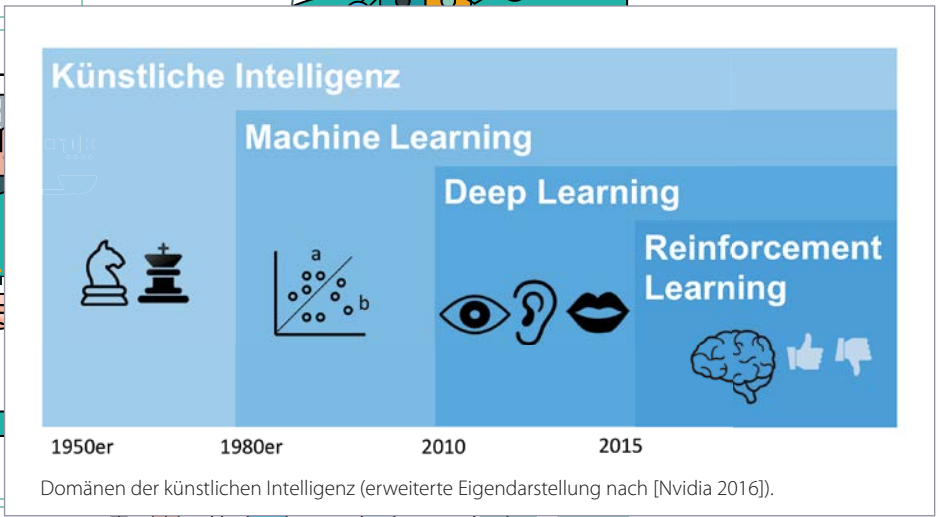 Künstliche Intelligenz
Machine Learning
Deep Learning
Reinforcement
Learning
a
b
1950er
1980er
2010
2015
Domänen der künstlichen Intelligenz (erweiterte Eigendarstellung nach [Nvidia 2016]).